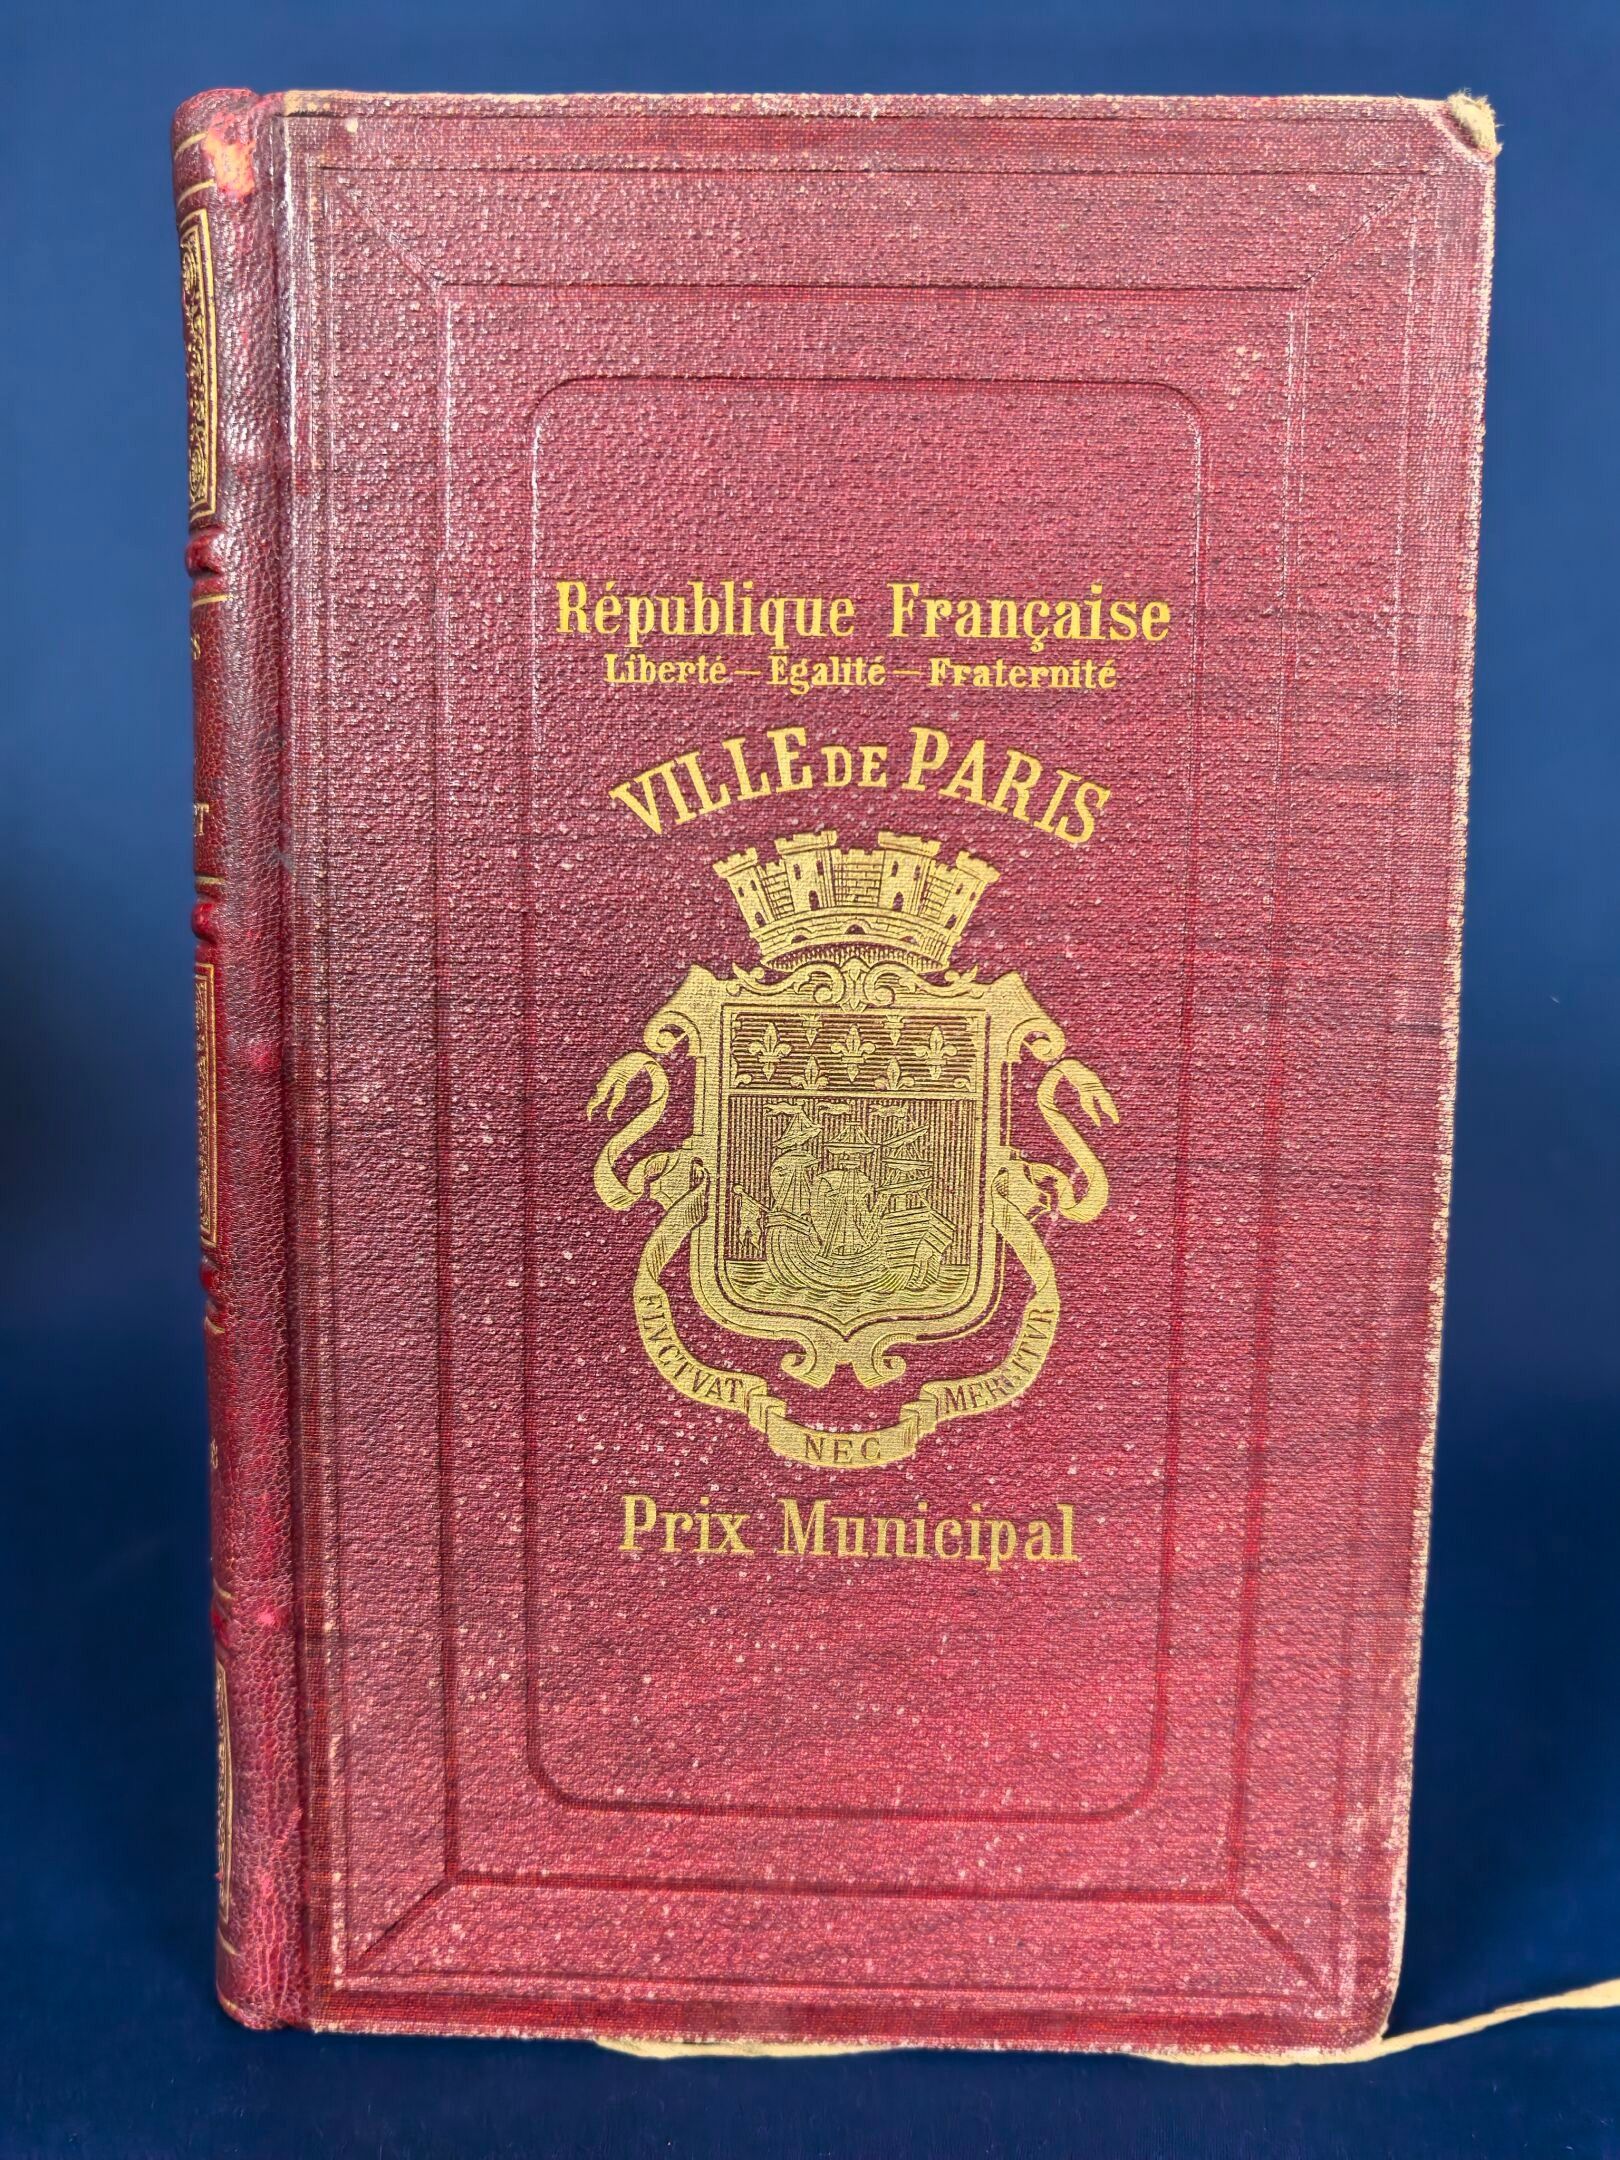 République Française
Liberté — Égalité — Fraternité
VILLE DE PARIS
FLVCTVAT NEC MERGITVR
Prix Municipal